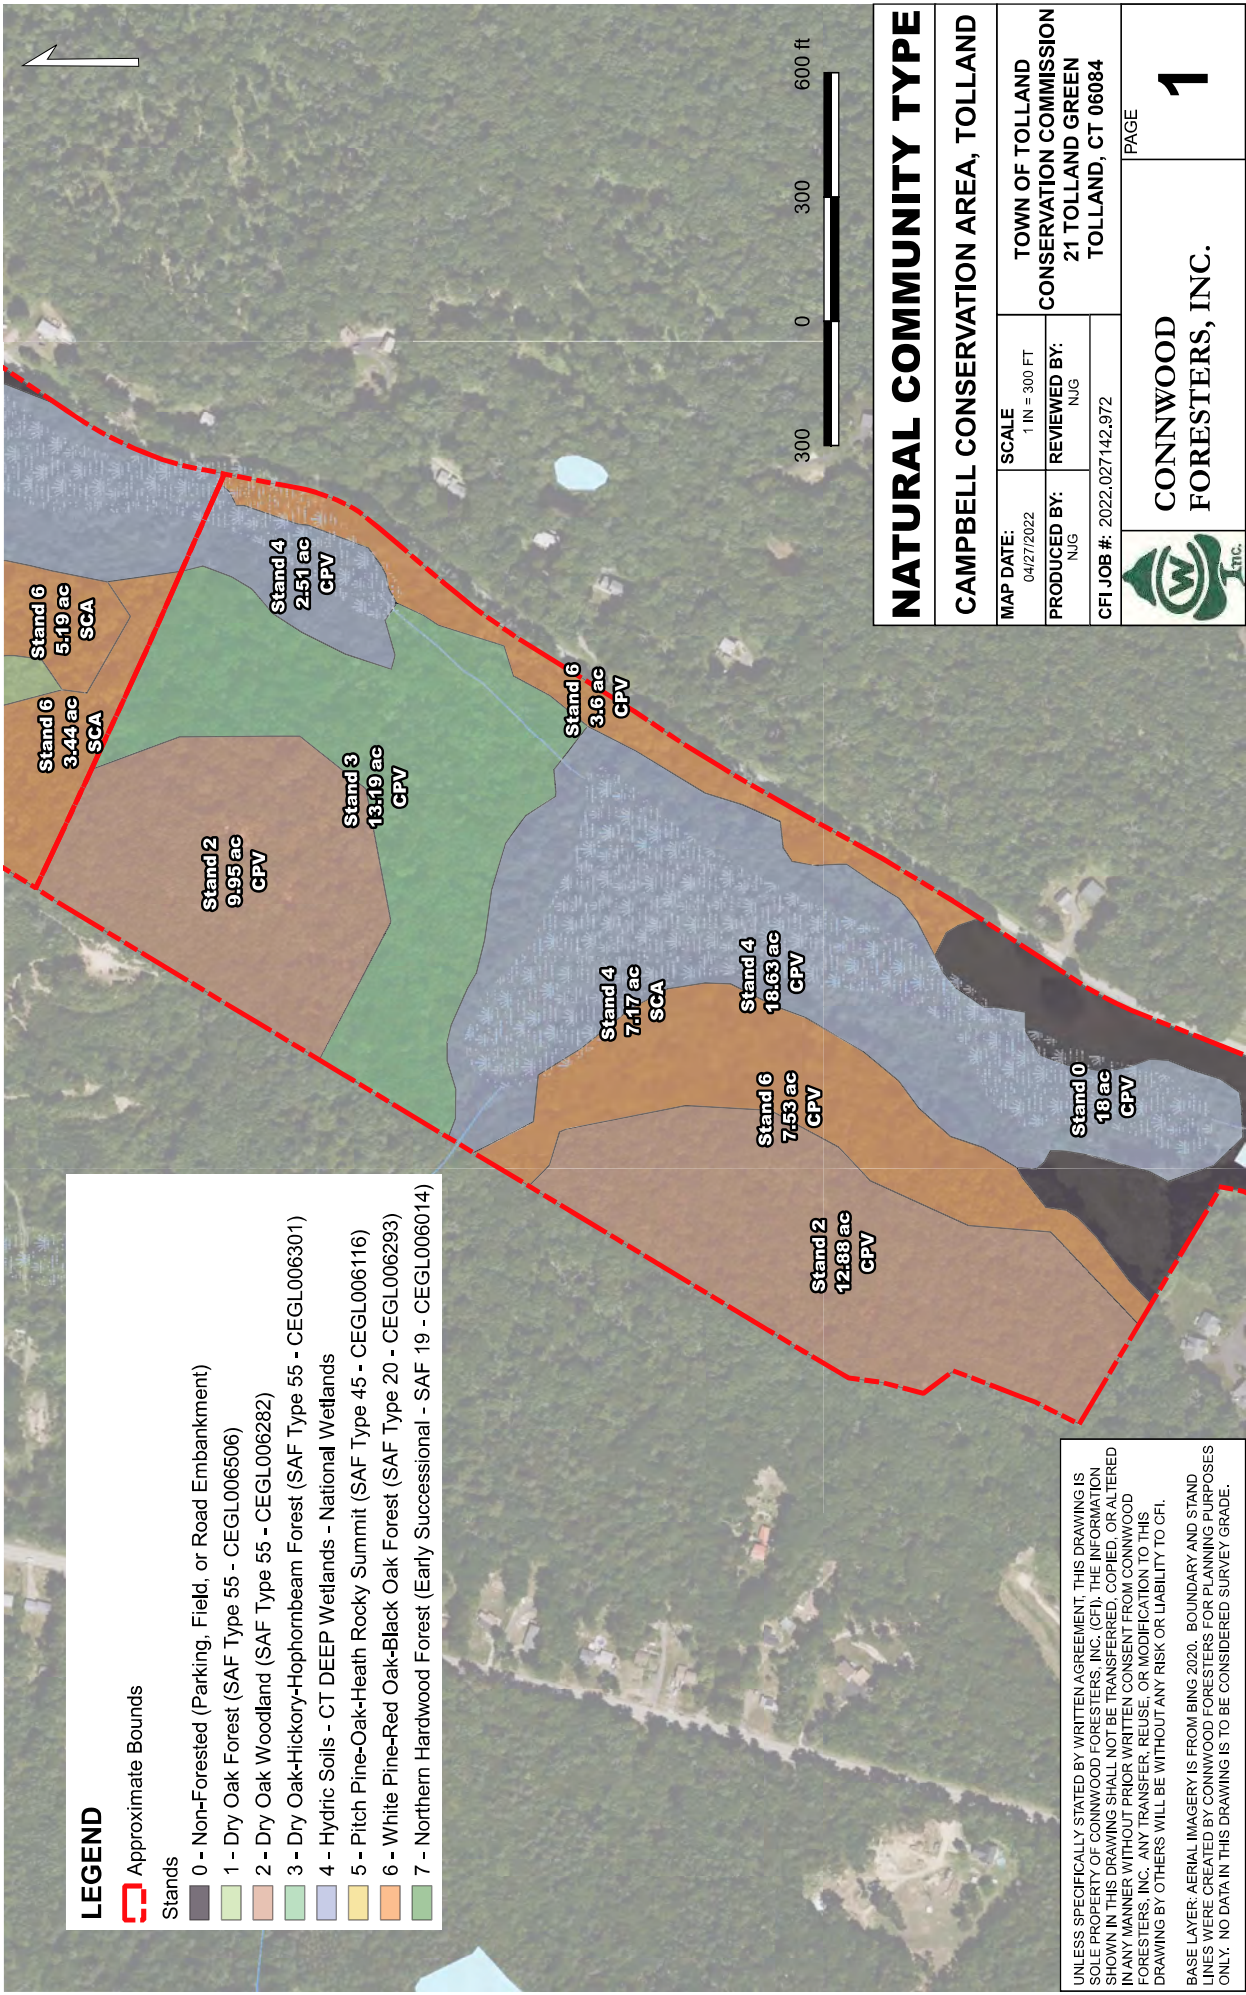 LEGEND
Approximate Bounds
Stands
0 - Non-Forested (Parking, Field, or Road Embankment)
1 - Dry Oak Forest (SAF Type 55 - CEGL006506)
2 - Dry Oak Woodland (SAF Type 55 - CEGL006282)
3 - Dry Oak-Hickory-Hophornbeam Forest (SAF Type 55 - CEGL006301)
4 - Hydric Soils - CT DEEP Wetlands - National Wetlands
5 - Pitch Pine-Oak-Heath Rocky Summit (SAF Type 45 - CEGL006116)
6 - White Pine-Red Oak-Black Oak Forest (SAF Type 20 - CEGL006293)
7 - Northern Hardwood Forest (Early Successional - SAF 19 - CEGL006014)
Stand 6
3.44 ac
SCA
Stand 6
5.19 ac
SCA
Stand 2
9.95 ac
CPV
Stand 3
13.19 ac
CPV
Stand 4
2.51 ac
CPV
Stand 6
3.6 ac
CPV
Stand 4
7.17 ac
SCA
Stand 4
18.63 ac
CPV
Stand 6
7.53 ac
CPV
Stand 2
12.88 ac
CPV
Stand 0
18 ac
CPV
300 0 300 600 ft
UNLESS SPECIFICALLY STATED BY WRITTEN AGREEMENT, THIS DRAWING IS
SOLE PROPERTY OF CONNWOOD FORESTERS, INC. (CFI). THE INFORMATION
SHOWN IN THIS DRAWING SHALL NOT BE TRANSFERRED, COPIED, OR ALTERED
IN ANY MANNER WITHOUT PRIOR WRITTEN CONSENT FROM CONNWOOD
FORESTERS, INC. ANY TRANSFER, REUSE, OR MODIFICATION TO THIS
DRAWING BY OTHERS WILL BE WITHOUT ANY RISK OR LIABILITY TO CFI.
BASE LAYER: AERIAL IMAGERY IS FROM BING 2020. BOUNDARY AND STAND
LINES WERE CREATED BY CONNWOOD FORESTERS FOR PLANNING PURPOSES
ONLY. NO DATA IN THIS DRAWING IS TO BE CONSIDERED SURVEY GRADE.
NATURAL COMMUNITY TYPE
CAMPBELL CONSERVATION AREA, TOLLAND
MAP DATE:
04/27/2022
SCALE
1 IN = 300 FT
PRODUCED BY:
NJG
REVIEWED BY:
NJG
CFI JOB #: 2022.027142.972
TOWN OF TOLLAND
CONSERVATION COMMISSION
21 TOLLAND GREEN
TOLLAND, CT 06084
CW
Inc.
CONNWOOD
FORESTERS, INC.
PAGE
1